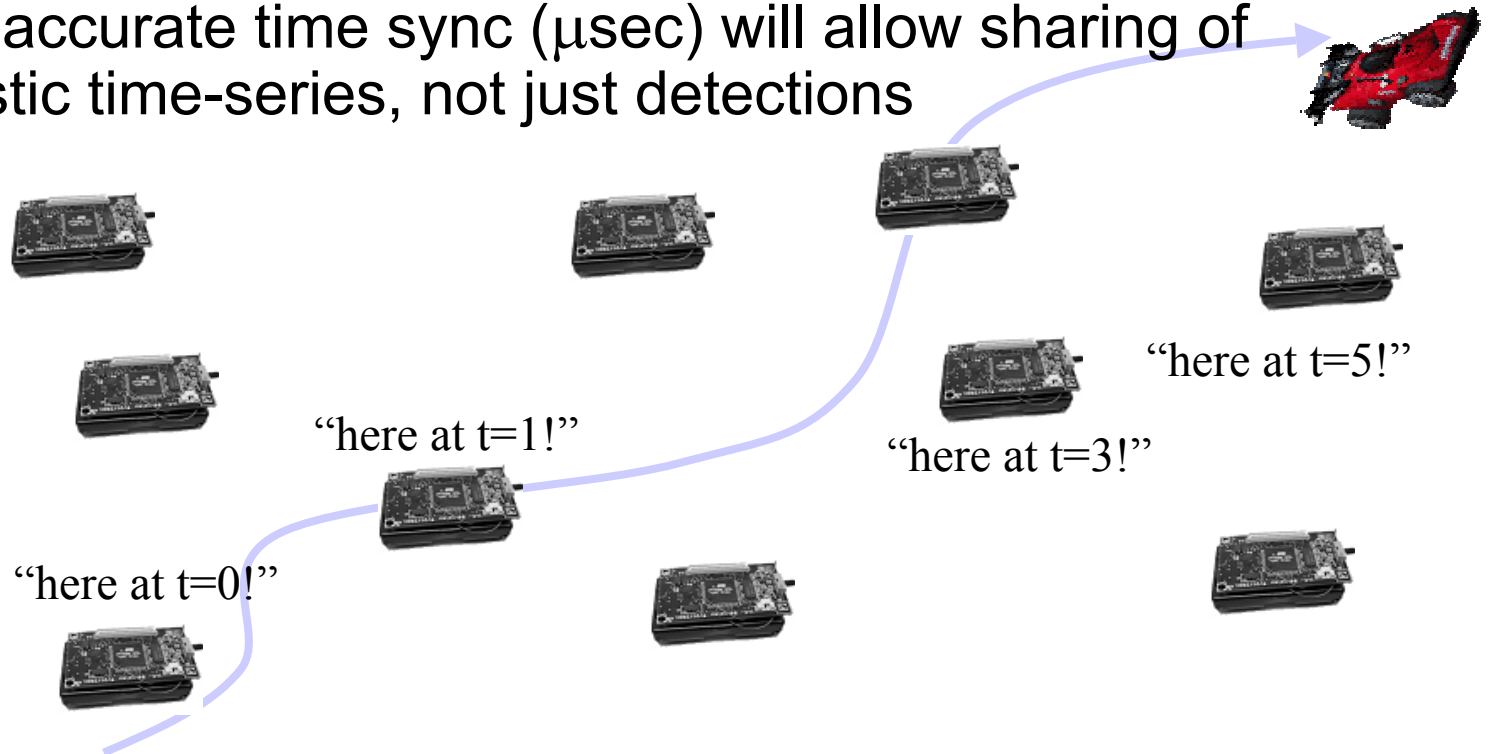 accurate time sync (μsec) will allow sharing of
stic time-series, not just detections
“here at t=5!”
“here at t=1!”
“here at t=3!”
“here at t=0!”